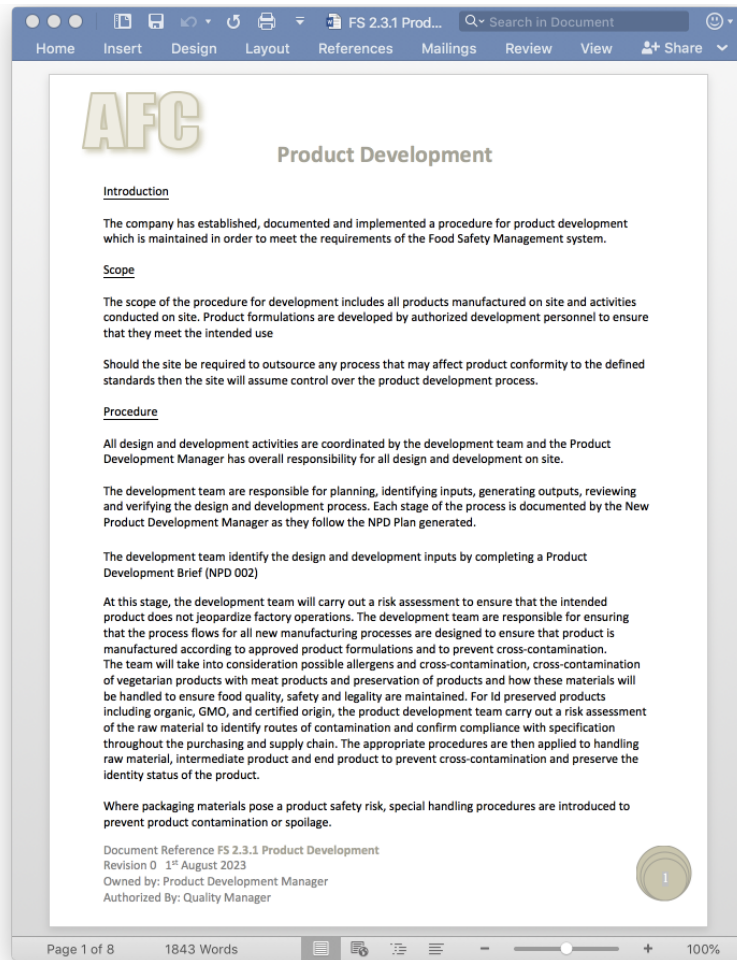 FS 2.3.1 Prod...
Search in Document
Home Insert Design Layout References Mailings Review View Share
AFC
Product Development
Introduction
The company has established, documented and implemented a procedure for product development
which is maintained in order to meet the requirements of the Food Safety Management system.
Scope
The scope of the procedure for development includes all products manufactured on site and activities
conducted on site. Product formulations are developed by authorized development personnel to ensure
that they meet the intended use
Should the site be required to outsource any process that may affect product conformity to the defined
standards then the site will assume control over the product development process.
Procedure
All design and development activities are coordinated by the development team and the Product
Development Manager has overall responsibility for all design and development on site.
The development team are responsible for planning, identifying inputs, generating outputs, reviewing
and verifying the design and development process. Each stage of the process is documented by the New
Product Development Manager as they follow the NPD Plan generated.
The development team identify the design and development inputs by completing a Product
Development Brief (NPD 002)
At this stage, the development team will carry out a risk assessment to ensure that the intended
product does not jeopardize factory operations. The development team are responsible for ensuring
that the process flows for all new manufacturing processes are designed to ensure that product is
manufactured according to approved product formulations and to prevent cross-contamination.
The team will take into consideration possible allergens and cross-contamination, cross-contamination
of vegetarian products with meat products and preservation of products and how these materials will
be handled to ensure food quality, safety and legality are maintained. For Id preserved products
including organic, GMO, and certified origin, the product development team carry out a risk assessment
of the raw material to identify routes of contamination and confirm compliance with specification
throughout the purchasing and supply chain. The appropriate procedures are then applied to handling
raw material, intermediate product and end product to prevent cross-contamination and preserve the
identity status of the product.
Where packaging materials pose a product safety risk, special handling procedures are introduced to
prevent product contamination or spoilage.
Document Reference FS 2.3.1 Product Development
Revision 0 1st August 2023
Owned by: Product Development Manager
Authorized By: Quality Manager
1
Page 1 of 8 1843 Words 100%